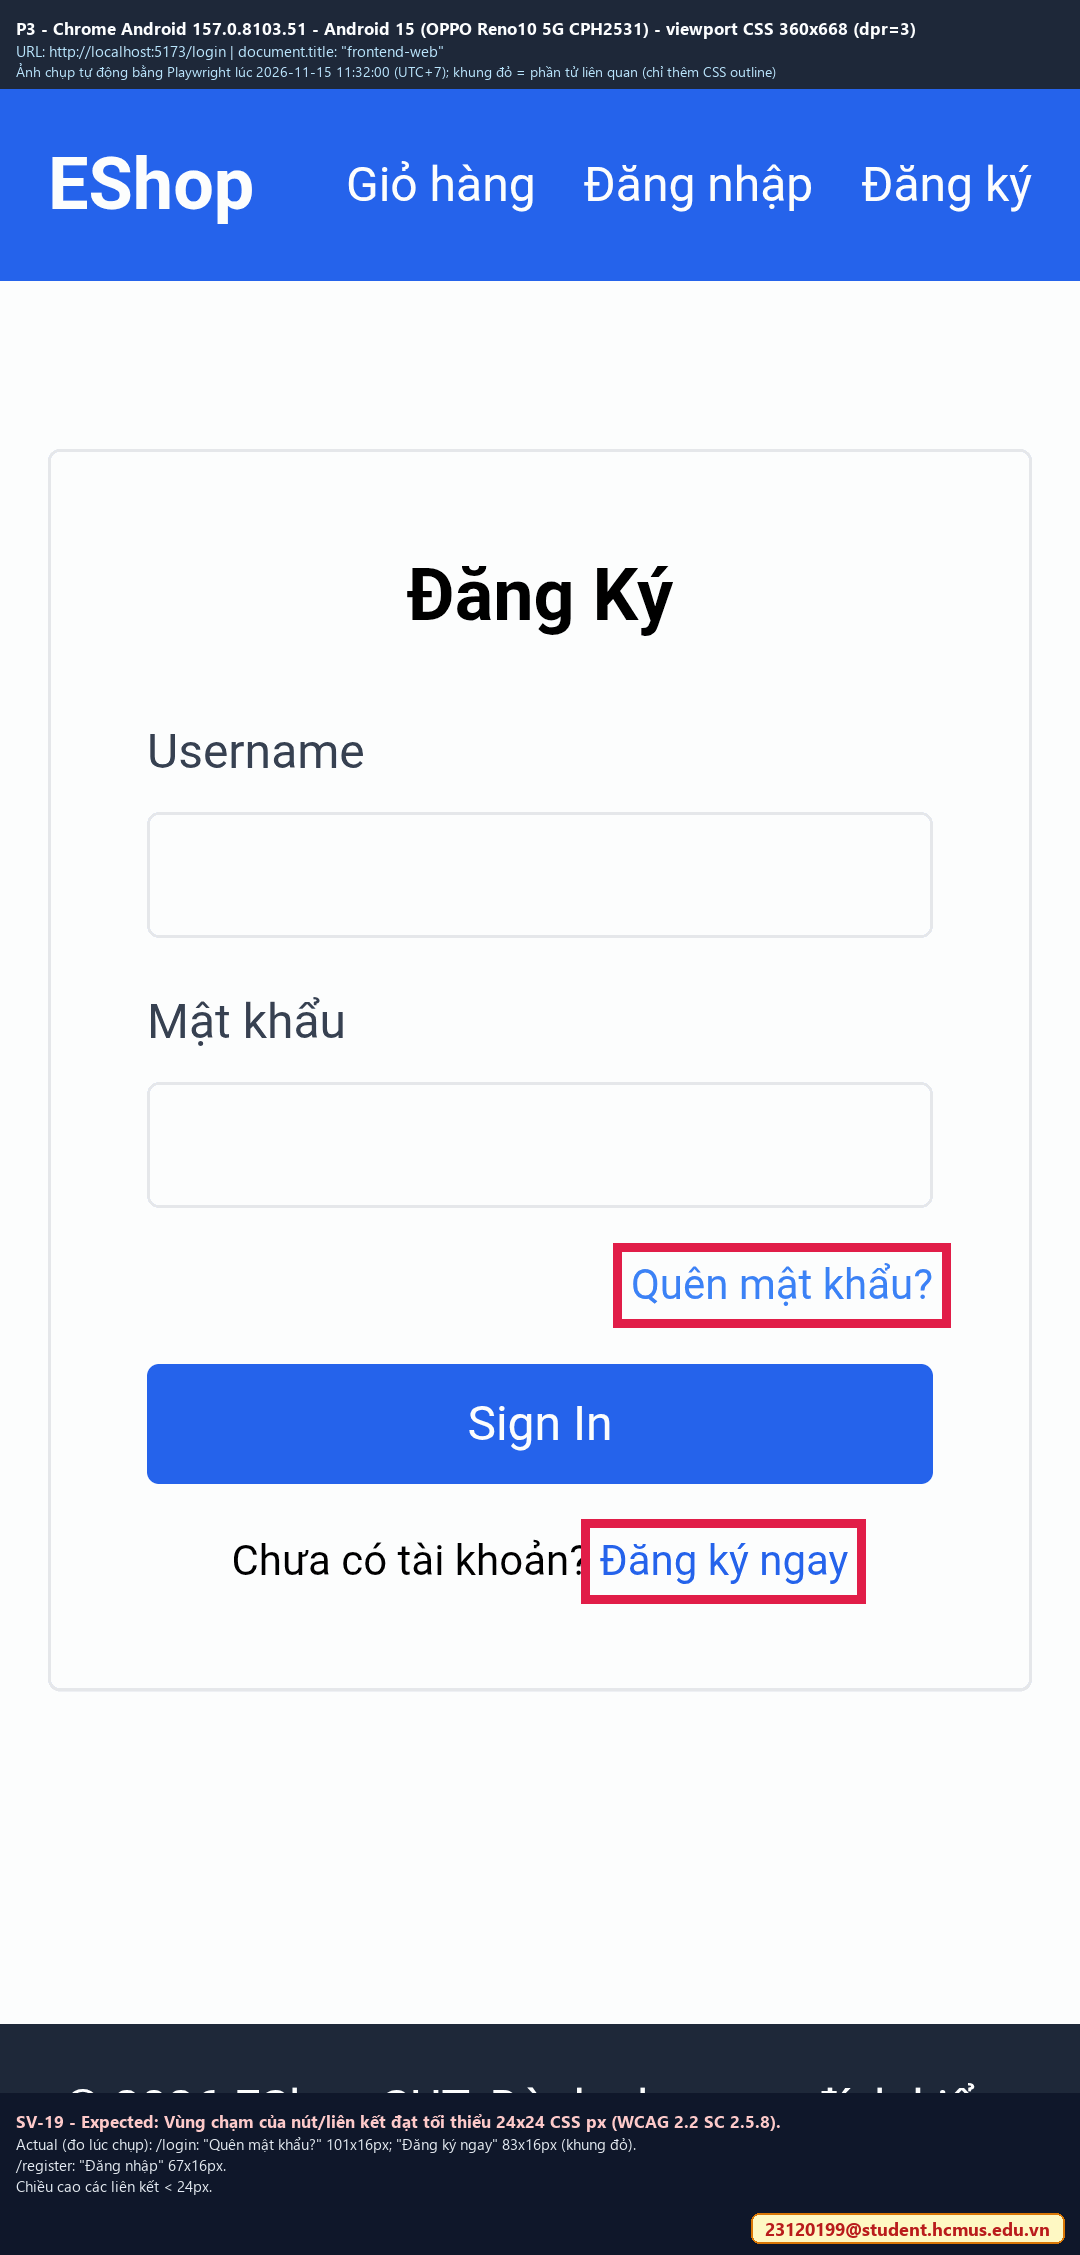 P3 - Chrome Android 157.0.8103.51 - Android 15 (OPPO Reno10 5G CPH2531) - viewport CSS 360x668 (dpr=3)
URL: http://localhost:5173/login | document.title: "frontend-web"
Ảnh chụp tự động bằng Playwright lúc 2026-11-15 11:32:00 (UTC+7); khung đỏ = phần tử liên quan (chỉ thêm CSS outline)
EShop Giỏ hàng Đăng nhập Đăng ký
Đăng Ký
Username
Mật khẩu
Quên mật khẩu?
Sign In
Chưa có tài khoản? Đăng ký ngay
SV-19 - Expected: Vùng chạm của nút/liên kết đạt tối thiểu 24x24 CSS px (WCAG 2.2 SC 2.5.8).
Actual (đo lúc chụp): /login: "Quên mật khẩu?" 101x16px; "Đăng ký ngay" 83x16px (khung đỏ).
/register: "Đăng nhập" 67x16px.
Chiều cao các liên kết < 24px.
23120199@student.hcmus.edu.vn